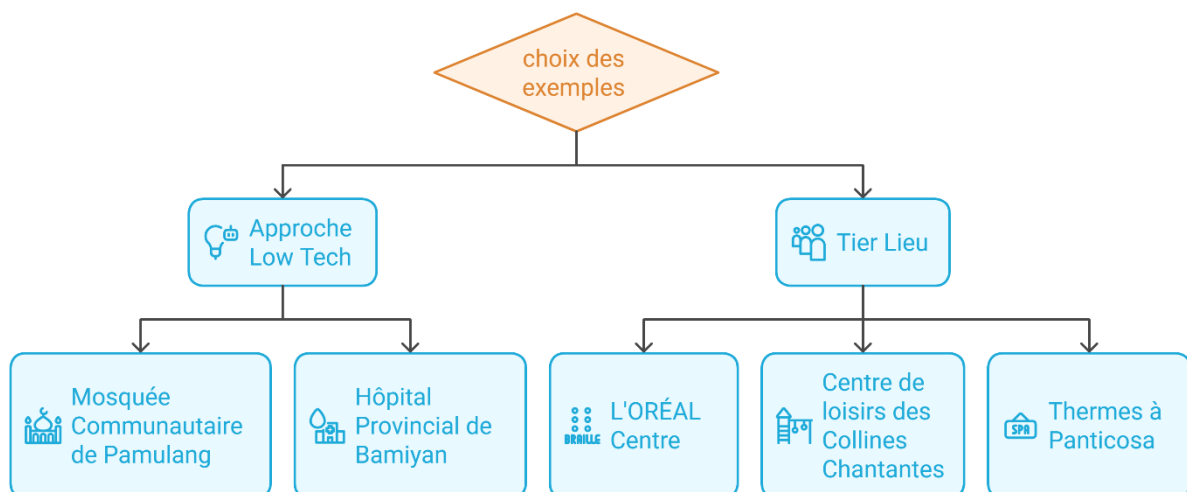 choix des
exemples
Approche
Low Tech
Tier Lieu
Mosquée
Communautaire
de Pamulang
Hôpital
Provincial de
Bamiyan
BRAILLE
L'ORÉAL
Centre
Centre de
loisirs des
Collines
Chantantes
SPA
Thermes à
Panticosa